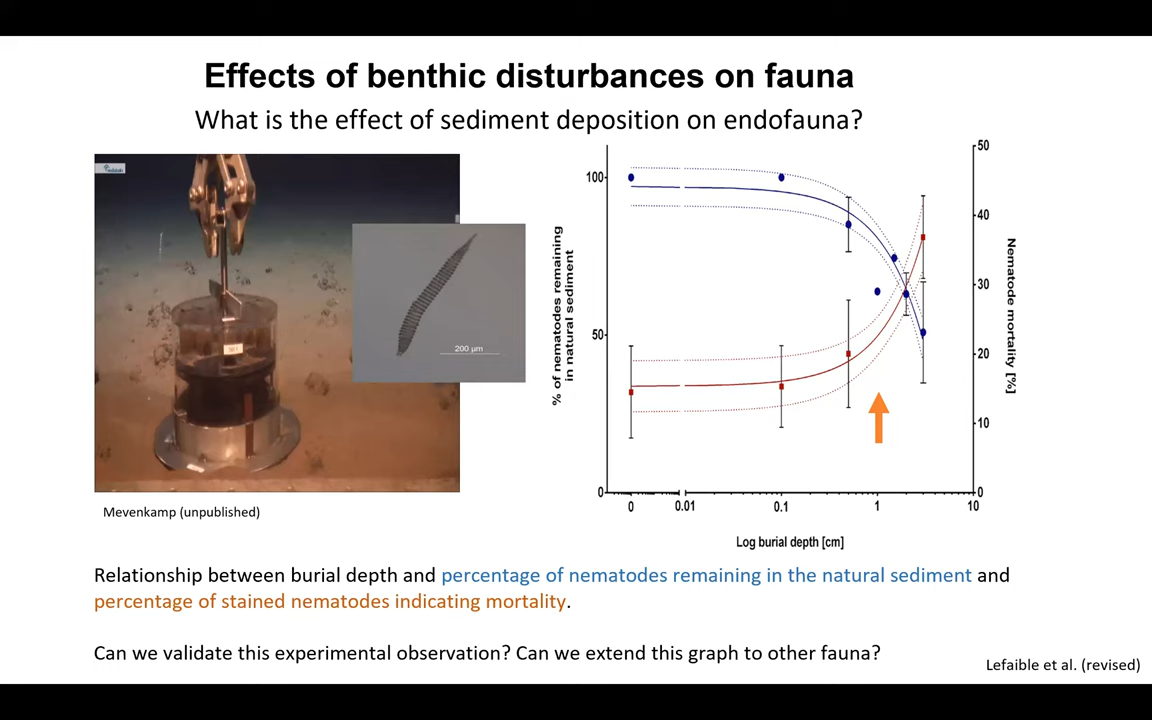 Effects of benthic disturbances on fauna
What is the effect of sediment deposition on endofauna?
200 µm
Mevenkamp (unpublished)
% of nematodes remaining
in natural sediment
100
50
0
50
40
30
20
10
0
Nematode mortality [%]
0
0.01
0.1
1
10
Log burial depth [cm]
Relationship between burial depth and percentage of nematodes remaining in the natural sediment and
percentage of stained nematodes indicating mortality.
Can we validate this experimental observation? Can we extend this graph to other fauna?
Lefaible et al. (revised)